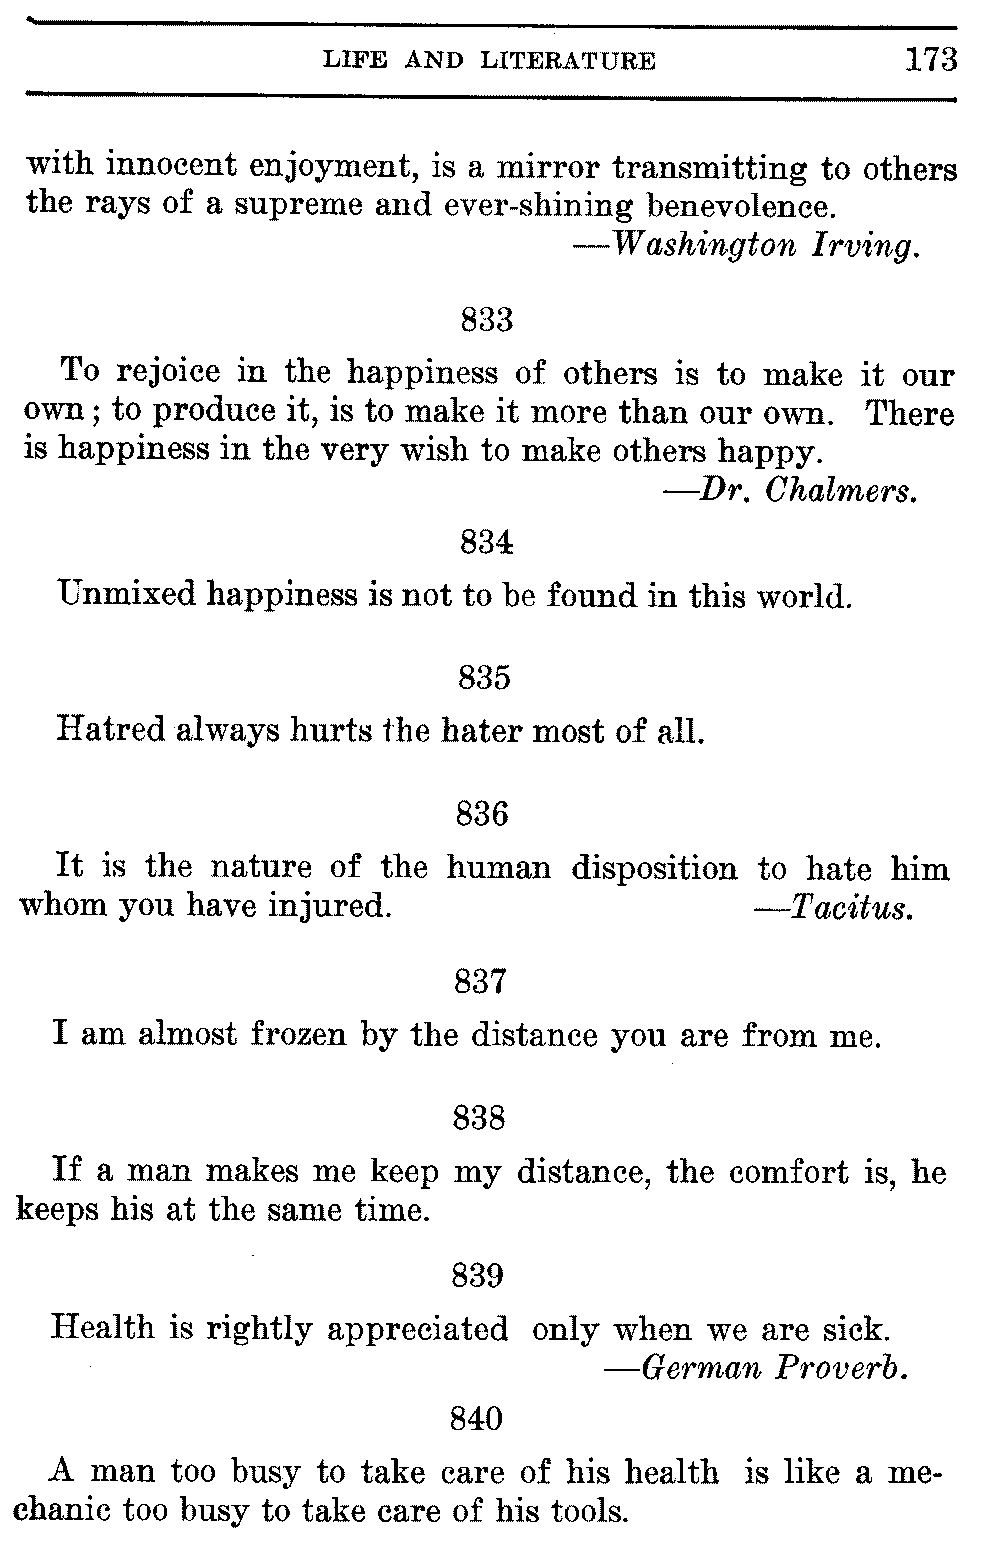 LIFE AND LITERATURE 173
with innocent enjoyment, is a mirror transmitting to others
the rays of a supreme and ever-shining benevolence.
—Washington Irving.
833
To rejoice in the happiness of others is to make it our
own; to produce it, is to make it more than our own. There
is happiness in the very wish to make others happy.
—Dr. Chalmers.
834
Unmixed happiness is not to be found in this world.
835
Hatred always hurts the hater most of all.
836
It is the nature of the human disposition to hate him
whom you have injured. —Tacitus.
837
I am almost frozen by the distance you are from me.
838
If a man makes me keep my distance, the comfort is, he
keeps his at the same time.
839
Health is rightly appreciated only when we are sick.
—German Proverb.
840
A man too busy to take care of his health is like a me-
chanic too busy to take care of his tools.